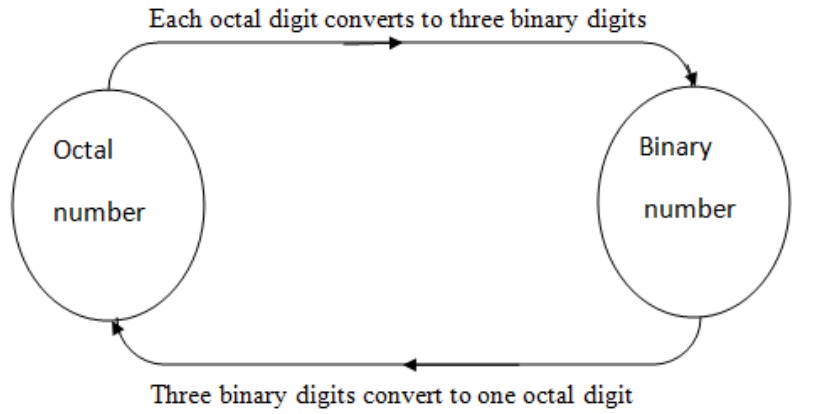 Each octal digit converts to three binary digits
Octal
number
Binary
number
Three binary digits convert to one octal digit